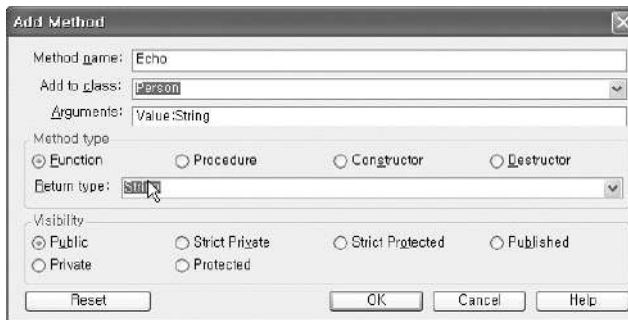 Add Method
Method name: Echo
Add to class: Person
Arguments: Value:String
Method type
Function Procedure Constructor Destructor
Return type: String
Visibility
Public Strict Private Strict Protected Published
Private Protected
Reset OK Cancel Help